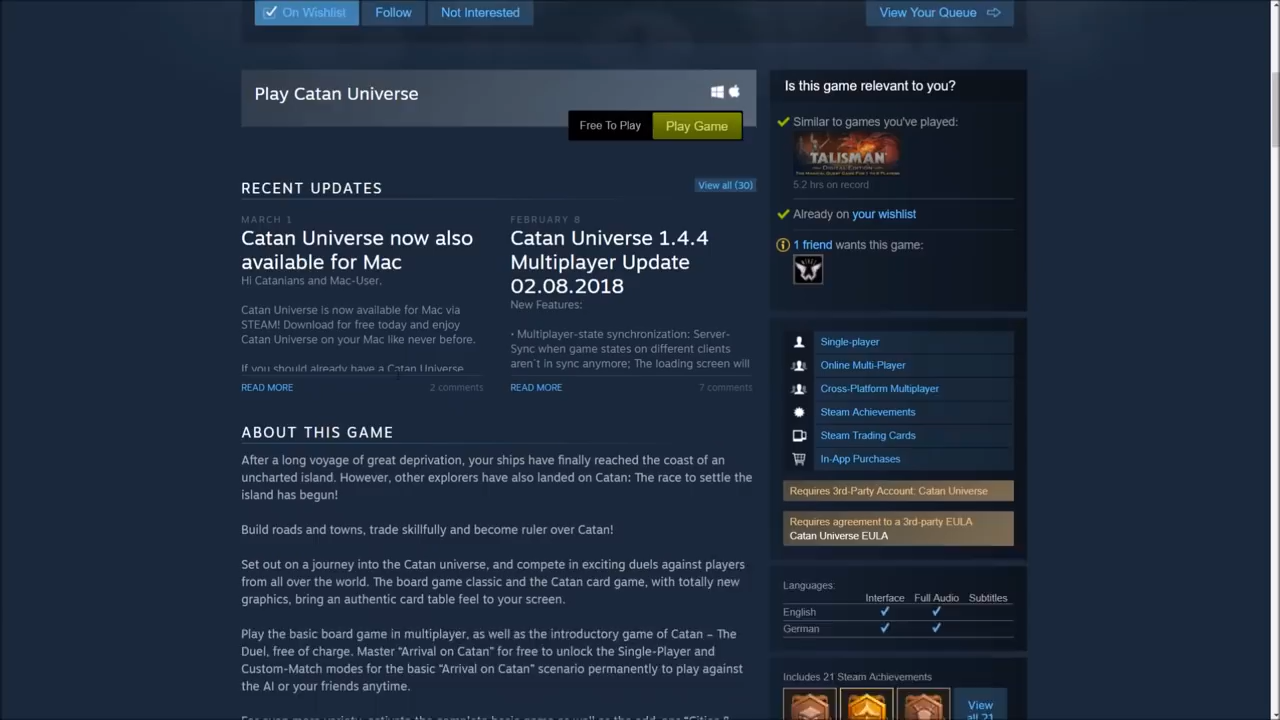 On Wishlist
Follow
Not Interested
View Your Queue
Play Catan Universe
Free To Play
Play Game
RECENT UPDATES
View all (30)
MARCH 1
Catan Universe now also
available for Mac
Hi Catanians and Mac-User,
Catan Universe is now available for Mac via
STEAM! Download for free today and enjoy
Catan Universe on your Mac like never before.
If you should already have a Catan Universe
READ MORE
2 comments
FEBRUARY 8
Catan Universe 1.4.4
Multiplayer Update
02.08.2018
New Features:
• Multiplayer-state synchronization: Server-
Sync when game states on different clients
aren`t in sync anymore; The loading screen will
READ MORE
7 comments
ABOUT THIS GAME
After a long voyage of great deprivation, your ships have finally reached the coast of an
uncharted island. However, other explorers have also landed on Catan: The race to settle the
island has begun!
Build roads and towns, trade skillfully and become ruler over Catan!
Set out on a journey into the Catan universe, and compete in exciting duels against players
from all over the world. The board game classic and the Catan card game, with totally new
graphics, bring an authentic card table feel to your screen.
Play the basic board game in multiplayer, as well as the introductory game of Catan – The
Duel, free of charge. Master “Arrival on Catan” for free to unlock the Single-Player and
Custom-Match modes for the basic “Arrival on Catan” scenario permanently to play against
the AI or your friends anytime.
Is this game relevant to you?
Similar to games you've played:
TALISMAN
DIGITAL EDITION
5.2 hrs on record
Already on your wishlist
1 friend wants this game:
Single-player
Online Multi-Player
Cross-Platform Multiplayer
Steam Achievements
Steam Trading Cards
In-App Purchases
Requires 3rd-Party Account: Catan Universe
Requires agreement to a 3rd-party EULA
Catan Universe EULA
Languages:
Interface Full Audio Subtitles
English
German
Includes 21 Steam Achievements
View
all 21